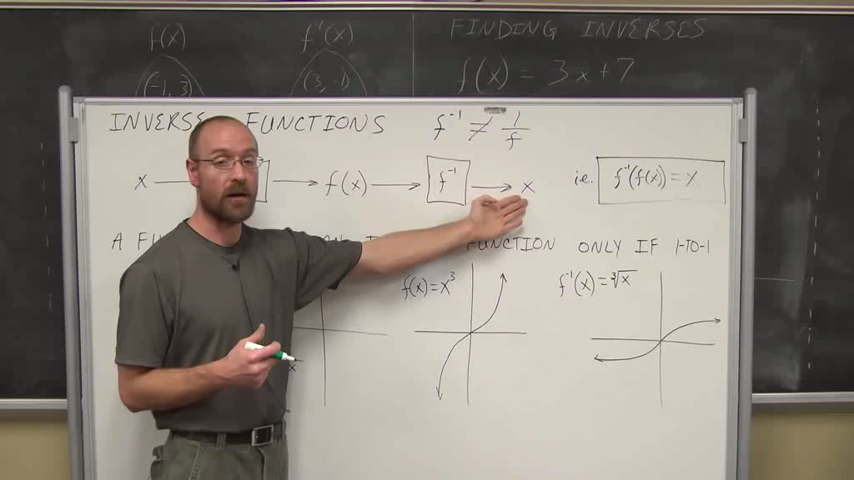 f(x) f⁻¹(x) FINDING INVERSES
(-1, 3) (3, -1) f(x) = 3x+7
INVERSE FUNCTIONS f⁻¹ ≠ 1/f
x f(x) f⁻¹ x i.e. f⁻¹(f(x)) = x
A FUNCTION ONLY IF 1-TO-1
f(x) = x³ f⁻¹(x) = ∛x
x